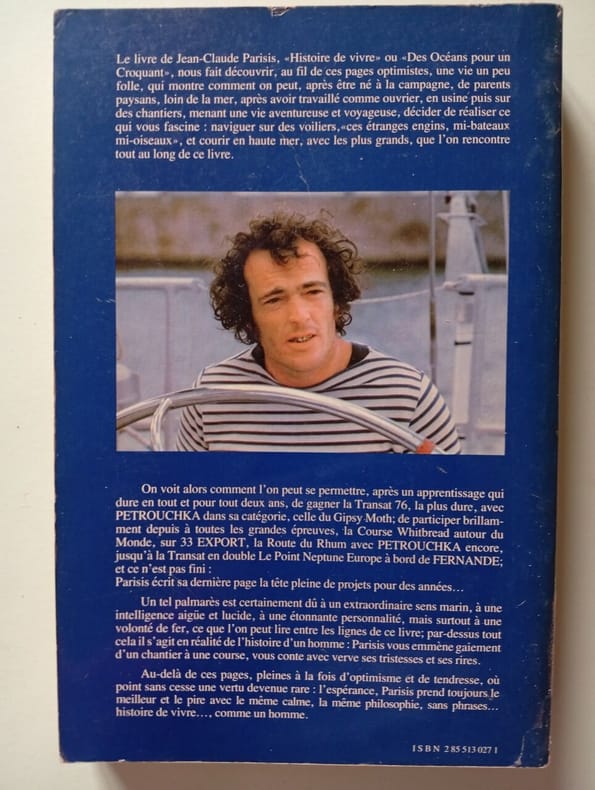 Le livre de Jean-Claude Parisis, «Histoire de vivre» ou «Des Océans pour un
Croquant», nous fait découvrir, au fil de ces pages optimistes, une vie un peu
folle, qui montre comment on peut, après être né à la campagne, de parents
paysans, loin de la mer, après avoir travaillé comme ouvrier, en usine puis sur
des chantiers, menant une vie aventureuse et voyageuse, décider de réaliser ce
qui vous fascine : naviguer sur des voiliers,«ces étranges engins, mi-bateaux
mi-oiseaux», et courir en haute mer, avec les plus grands, que l'on rencontre
tout au long de ce livre.
On voit alors comment l'on peut se permettre, après un apprentissage qui
dure en tout et pour tout deux ans, de gagner la Transat 76, la plus dure, avec
PETROUCHKA dans sa catégorie, celle du Gipsy Moth; de participer brillam-
ment depuis à toutes les grandes épreuves, la Course Whitbread autour du
Monde, sur 33 EXPORT, la Route du Rhum avec PETROUCHKA encore,
jusqu'à la Transat en double Le Point Neptune Europe à bord de FERNANDE;
et ce n'est pas fini :
Parisis écrit sa dernière page la tête pleine de projets pour des années...
Un tel palmarès est certainement dû à un extraordinaire sens marin, à une
intelligence aigüe et lucide, à une étonnante personnalité, mais surtout à une
volonté de fer, ce que l'on peut lire entre les lignes de ce livre; par-dessus tout
cela il s'agit en réalité de l'histoire d'un homme : Parisis vous emmène gaiement
d'un chantier à une course, vous conte avec verve ses tristesses et ses rires.
Au-delà de ces pages, pleines à la fois d'optimisme et de tendresse, où
point sans cesse une vertu devenue rare : l'espérance, Parisis prend toujours le
meilleur et le pire avec le même calme, la même philosophie, sans phrases...
histoire de vivre..., comme un homme.
ISBN 2 85 513 027 1